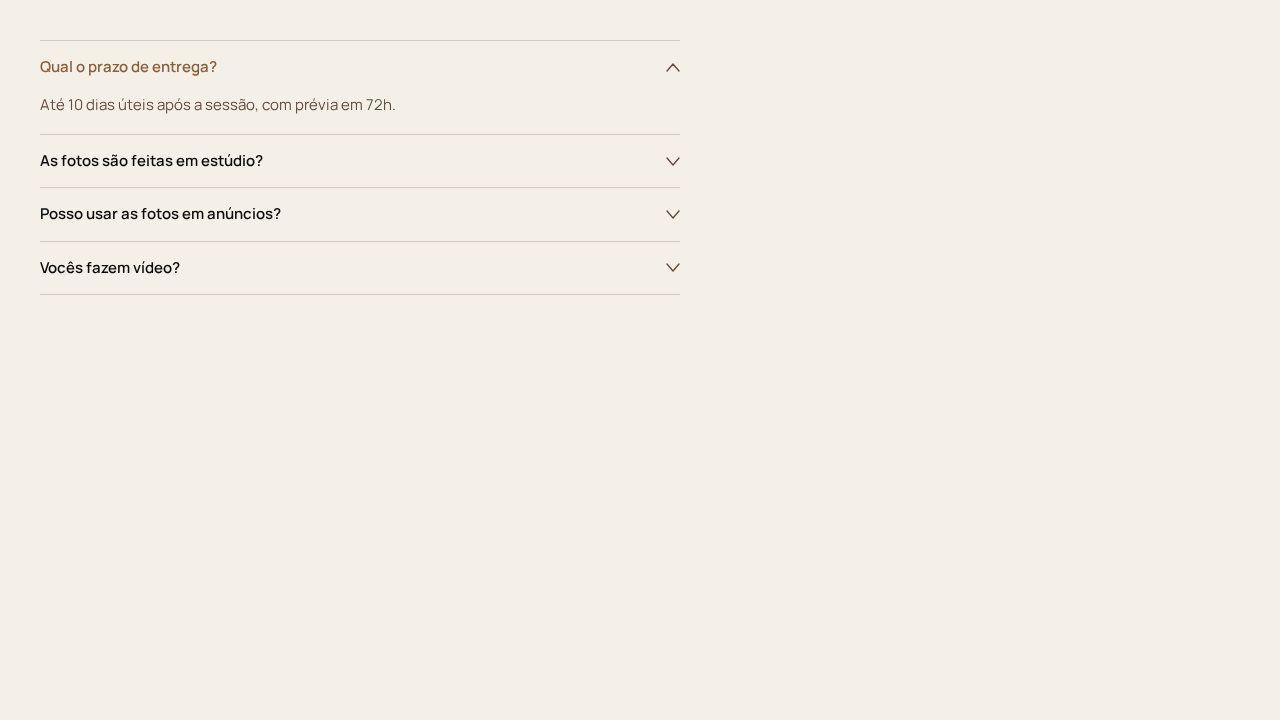 Qual o prazo de entrega?
Até 10 dias úteis após a sessão, com prévia em 72h.
As fotos são feitas em estúdio?
Posso usar as fotos em anúncios?
Vocês fazem vídeo?